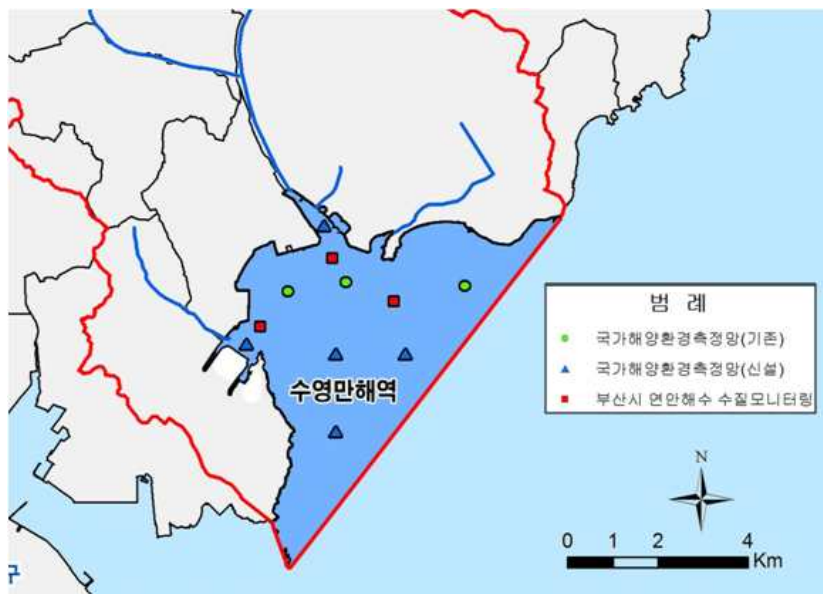 범 례
국가해양환경측정망(기존)
국가해양환경측정망(신설)
부산시 연안해수 수질모니터링
수영만해역
N
0 1 2 4
Km
구